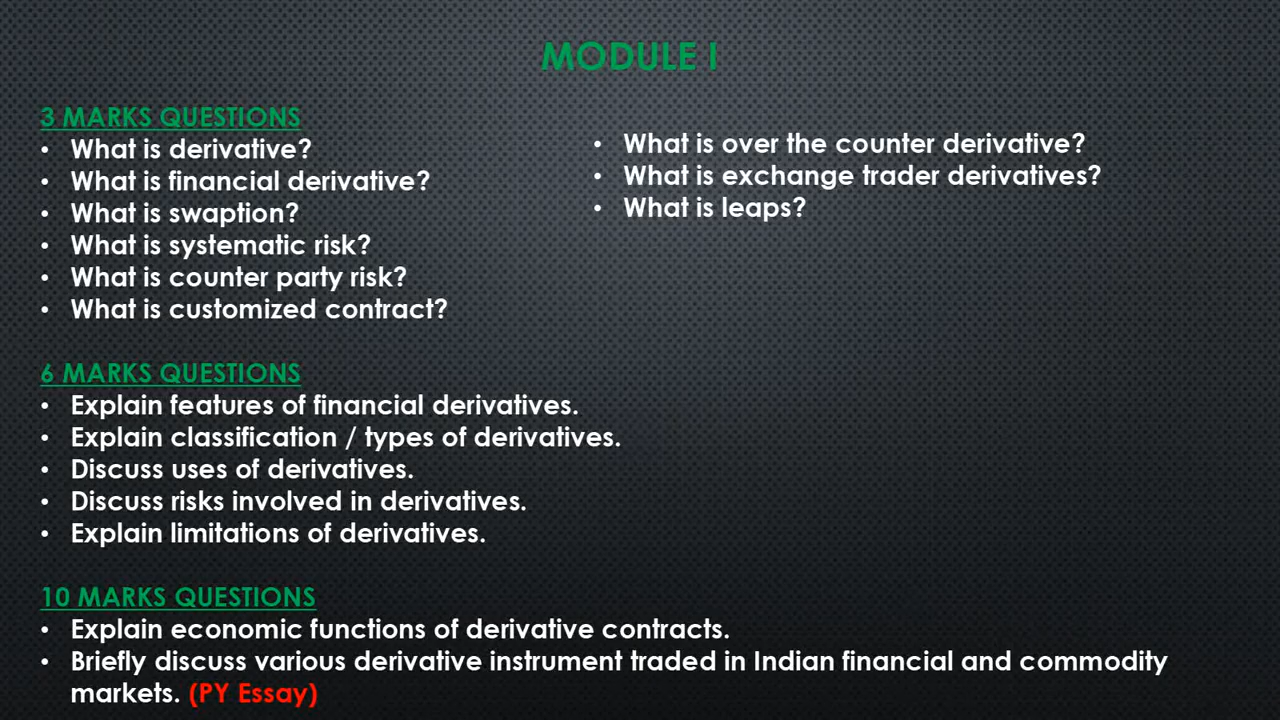 MODULE I
3 MARKS QUESTIONS
• What is derivative?
• What is financial derivative?
• What is swaption?
• What is systematic risk?
• What is counter party risk?
• What is customized contract?
• What is over the counter derivative?
• What is exchange trader derivatives?
• What is leaps?
6 MARKS QUESTIONS
• Explain features of financial derivatives.
• Explain classification / types of derivatives.
• Discuss uses of derivatives.
• Discuss risks involved in derivatives.
• Explain limitations of derivatives.
10 MARKS QUESTIONS
• Explain economic functions of derivative contracts.
• Briefly discuss various derivative instrument traded in Indian financial and commodity
markets. (PY Essay)